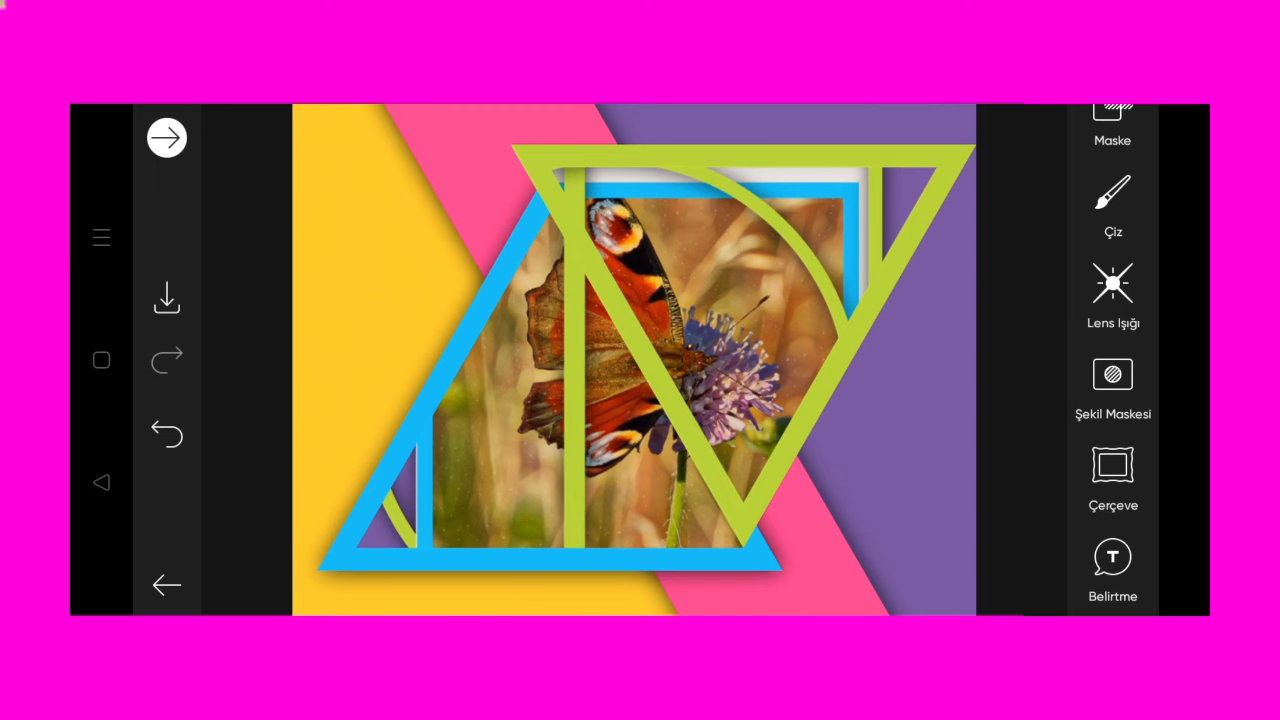 Maske
Çiz
Lens Işığı
Şekil Maskesi
Çerçeve
T
Belirtme